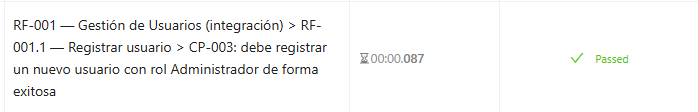 RF-001 — Gestión de Usuarios (integración) > RF-
001.1 — Registrar usuario > CP-003: debe registrar
un nuevo usuario con rol Administrador de forma
exitosa
00:00.087
Passed